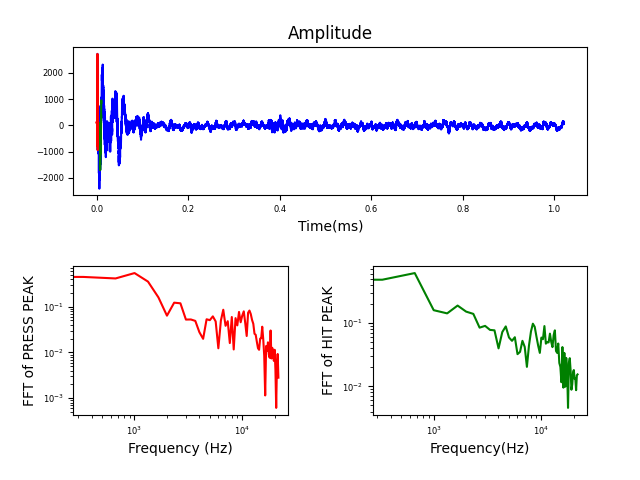 Amplitude
2000
1000
0
−1000
−2000
0.0 0.2 0.4 0.6 0.8 1.0
Time(ms)
FFT of PRESS PEAK
10⁻¹
10⁻²
10⁻³
10³ 10⁴
Frequency (Hz)
FFT of HIT PEAK
10⁻¹
10⁻²
10³ 10⁴
Frequency(Hz)